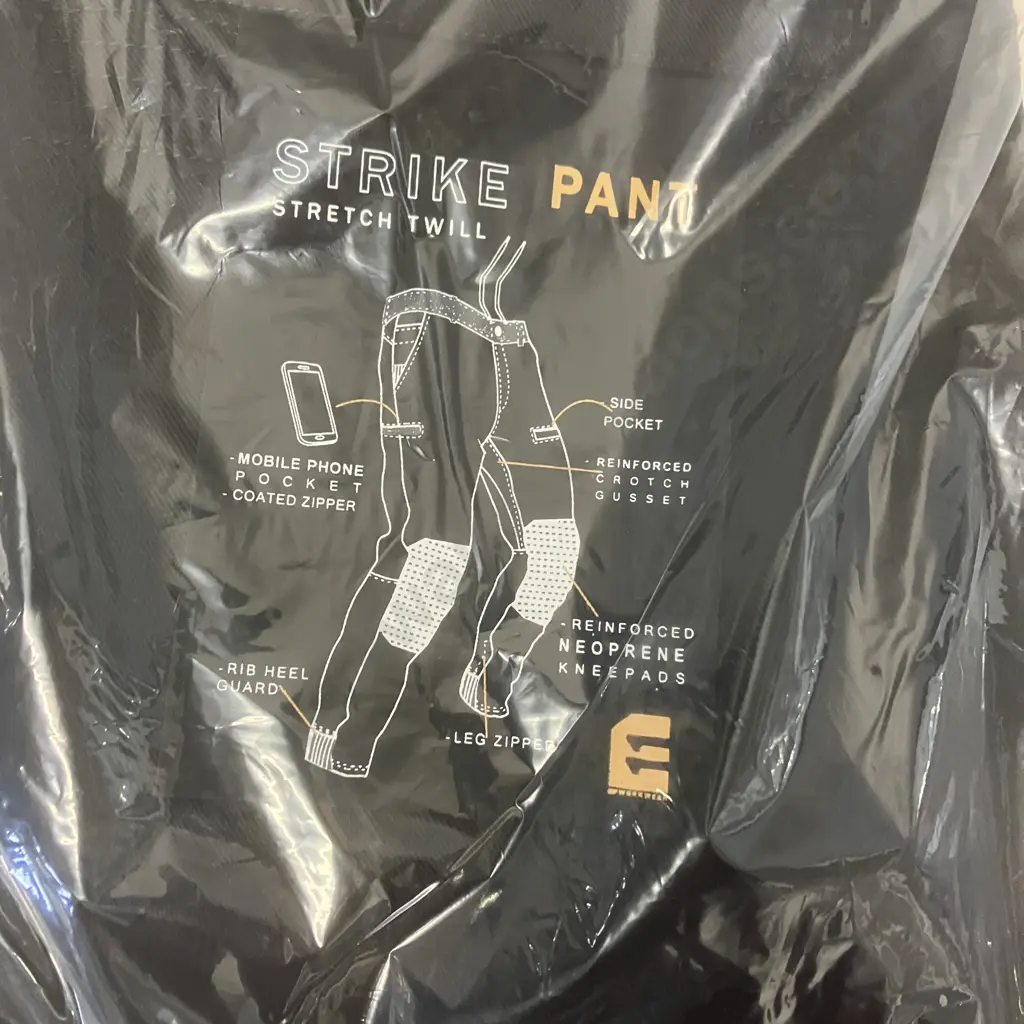 STRIKE PANT
STRETCH TWILL
-SIDE
POCKET
-MOBILE PHONE
POCKET
-COATED ZIPPER
-REINFORCED
CROTCH
GUSSET
-REINFORCED
NEOPRENE
KNEEPADS
-RIB HEEL
GUARD
-LEG ZIPPER
WORKWEAR